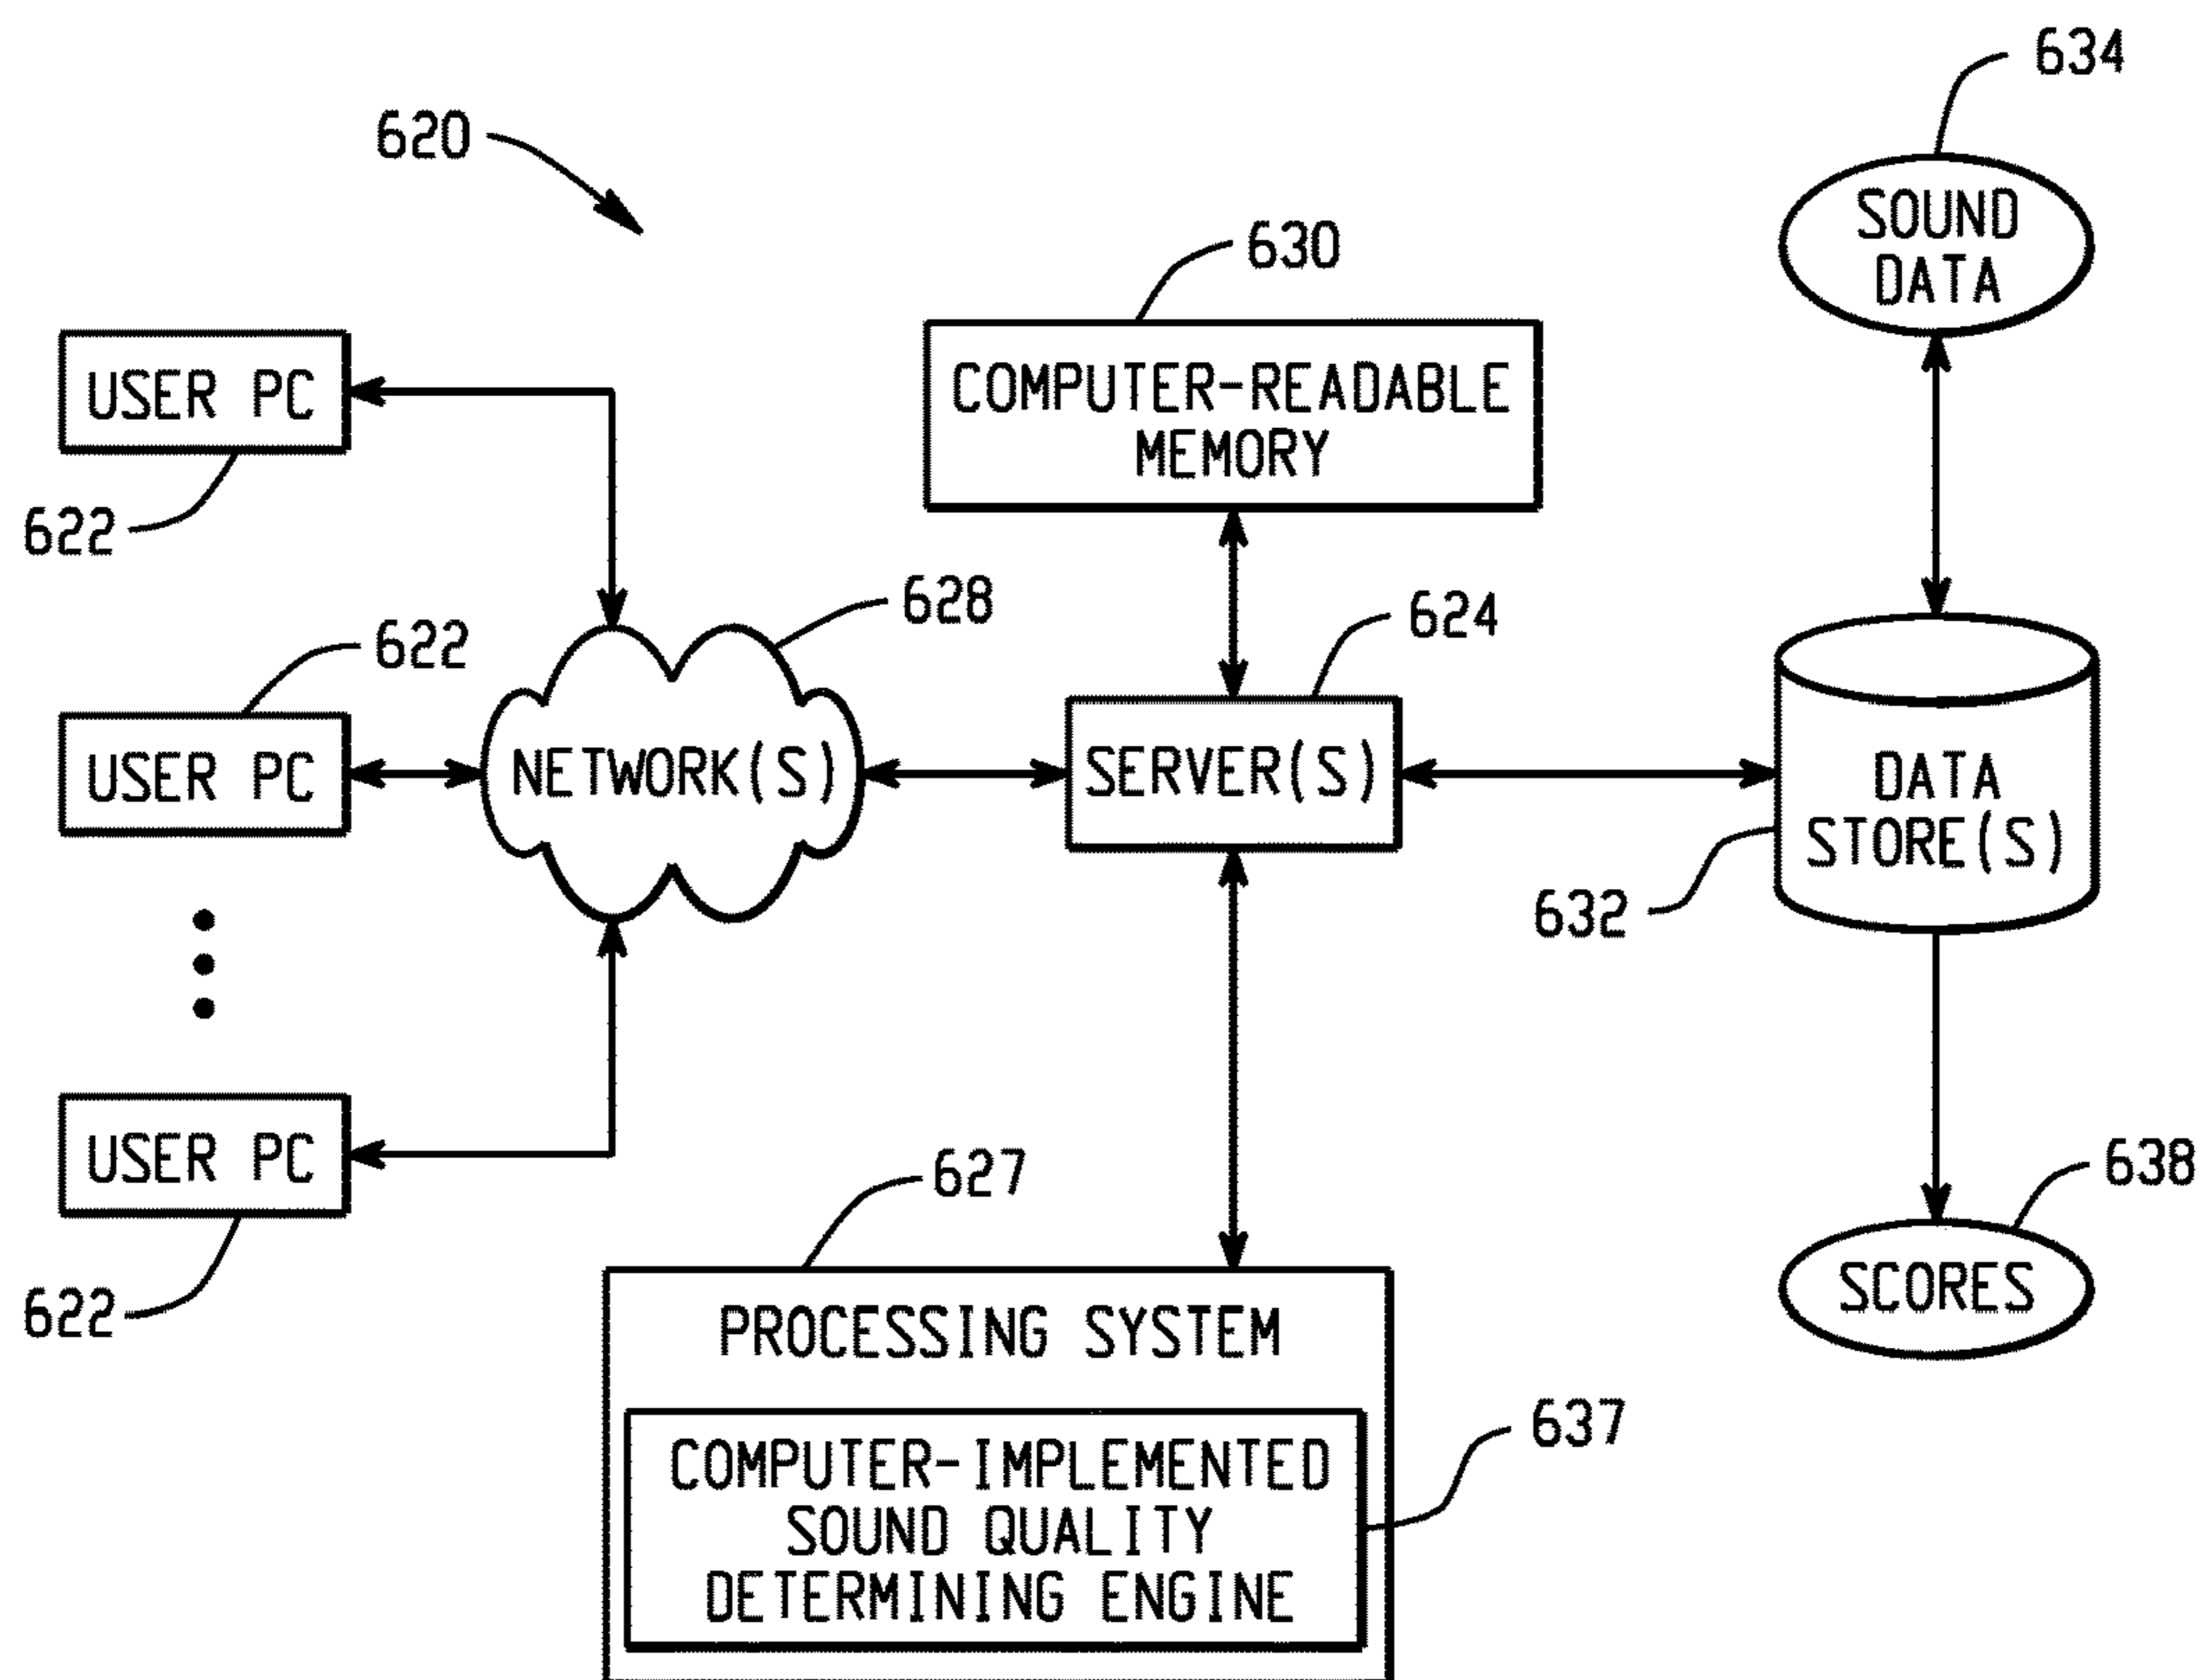 634
620
SOUND
DATA
630
USER PC
COMPUTER-READABLE
MEMORY
622
628
624
622
USER PC
NETWORK(S)
SERVER(S)
DATA
STORE(S)
632
USER PC
627
638
622
SCORES
PROCESSING SYSTEM
637
COMPUTER-IMPLEMENTED
SOUND QUALITY
DETERMINING ENGINE